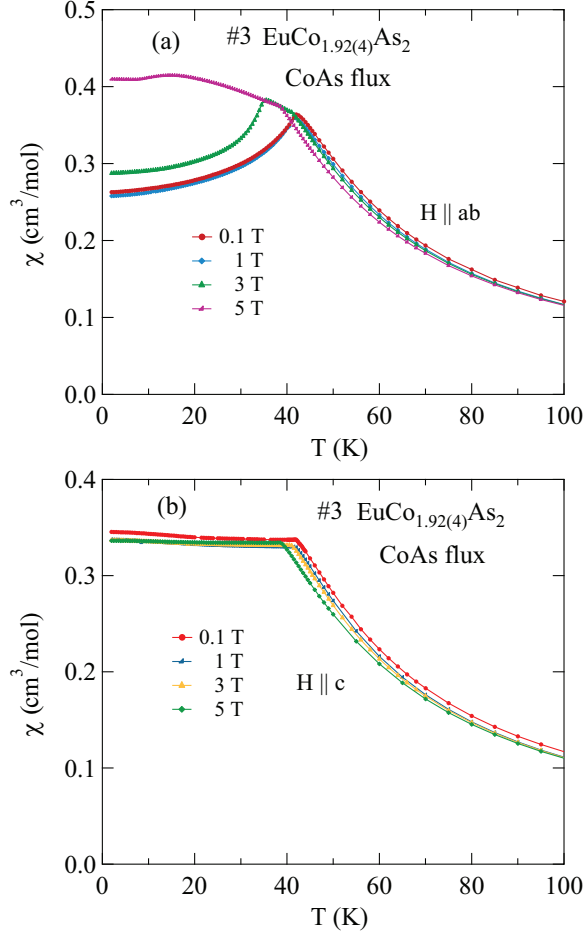 (a) #3 EuCo1.92(4)As2
CoAs flux
H || ab
0.1 T
1 T
3 T
5 T
χ (cm3/mol)
0.5
0.4
0.3
0.2
0.1
0.0
0 20 40 60 80 100
T (K)
(b) #3 EuCo1.92(4)As2
CoAs flux
H || c
0.1 T
1 T
3 T
5 T
χ (cm3/mol)
0.4
0.3
0.2
0.1
0.0
0 20 40 60 80 100
T (K)